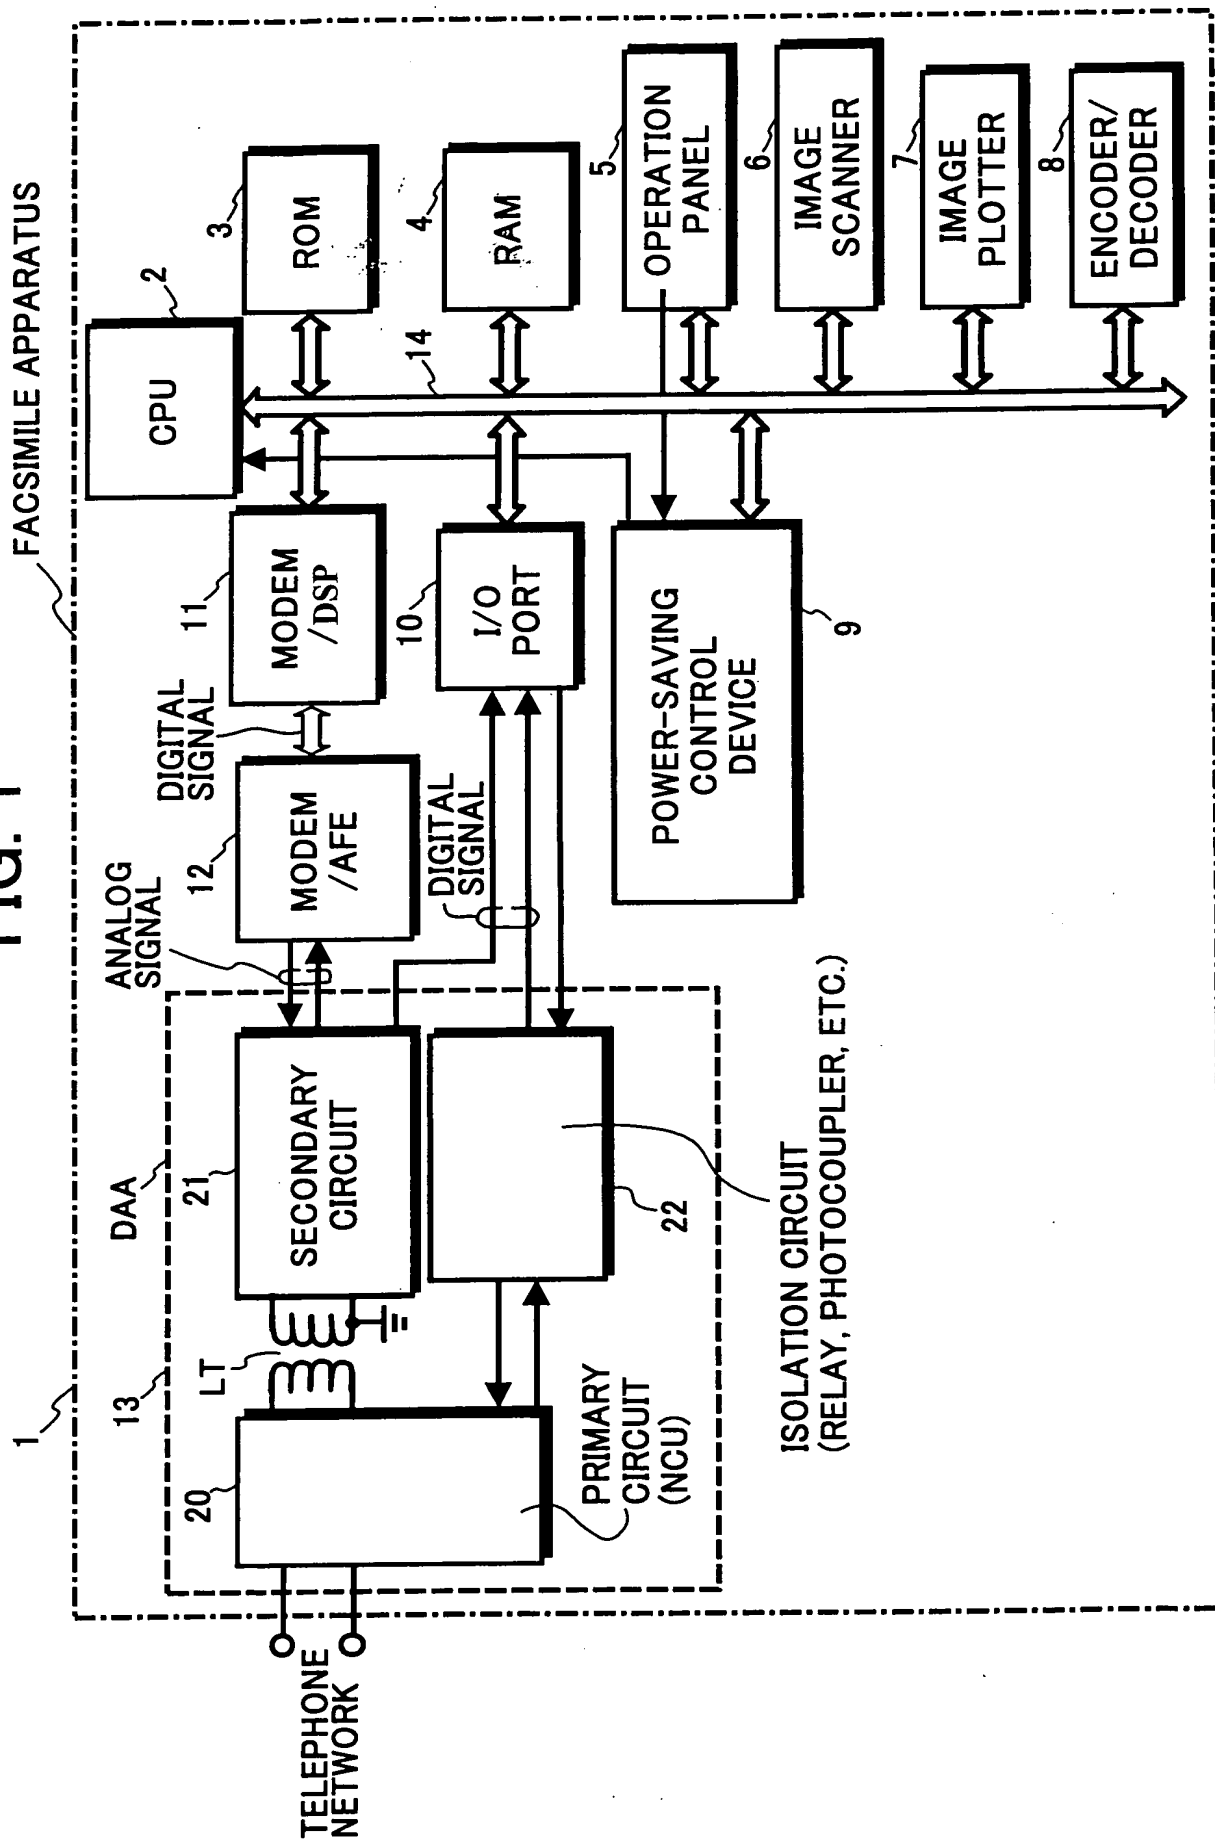 FIG. 1
FACSIMILE APPARATUS
1
2
CPU
3
ROM
4
RAM
5
OPERATION
PANEL
6
IMAGE
SCANNER
7
IMAGE
PLOTTER
8
ENCODER/
DECODER
14
11
MODEM
/DSP
10
I/O
PORT
POWER-SAVING
CONTROL
DEVICE
9
DIGITAL
SIGNAL
12
MODEM
/AFE
DIGITAL
SIGNAL
ANALOG
SIGNAL
DAA
13
21
SECONDARY
CIRCUIT
LT
22
20
PRIMARY
CIRCUIT
(NCU)
ISOLATION CIRCUIT
(RELAY, PHOTOCOUPLER, ETC.)
TELEPHONE
NETWORK